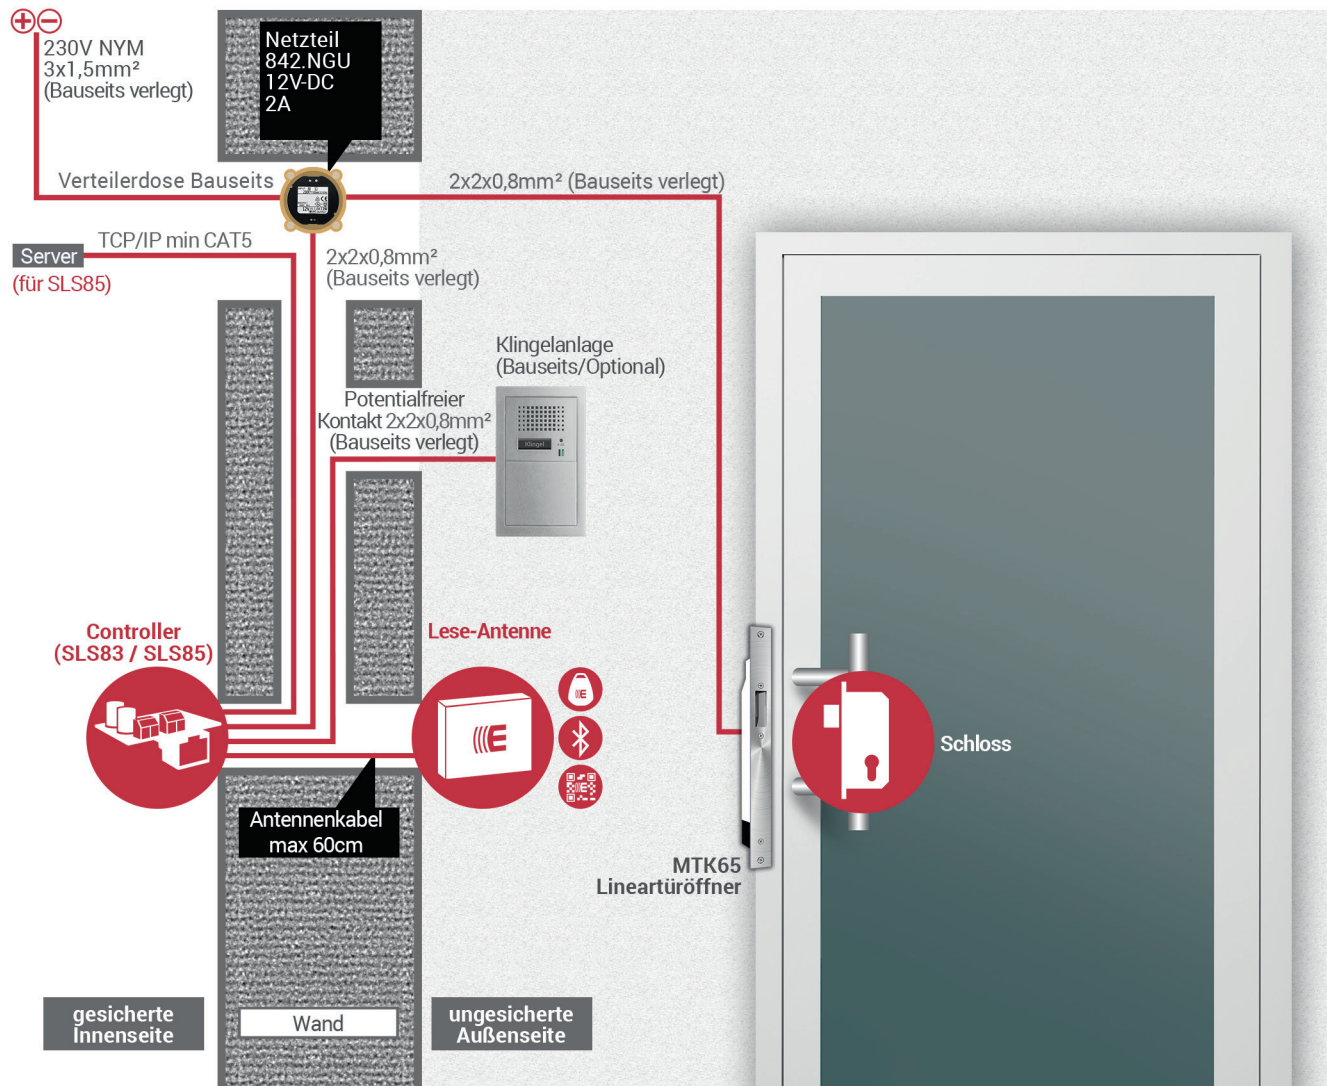 230V NYM
3x1,5mm²
(Bauseits verlegt)
Netzteil
842.NGU
12V-DC
2A
Verteilerdose Bauseits
2x2x0,8mm² (Bauseits verlegt)
TCP/IP min CAT5
Server
(für SLS85)
2x2x0,8mm²
(Bauseits verlegt)
Klingelanlage
(Bauseits/Optional)
Potentialfreier
Kontakt 2x2x0,8mm²
(Bauseits verlegt)
Klingel
Controller
(SLS83 / SLS85)
Lese-Antenne
E
Schloss
Antennenkabel
max 60cm
MTK65
Lineartüröffner
gesicherte
Innenseite
Wand
ungesicherte
Außenseite